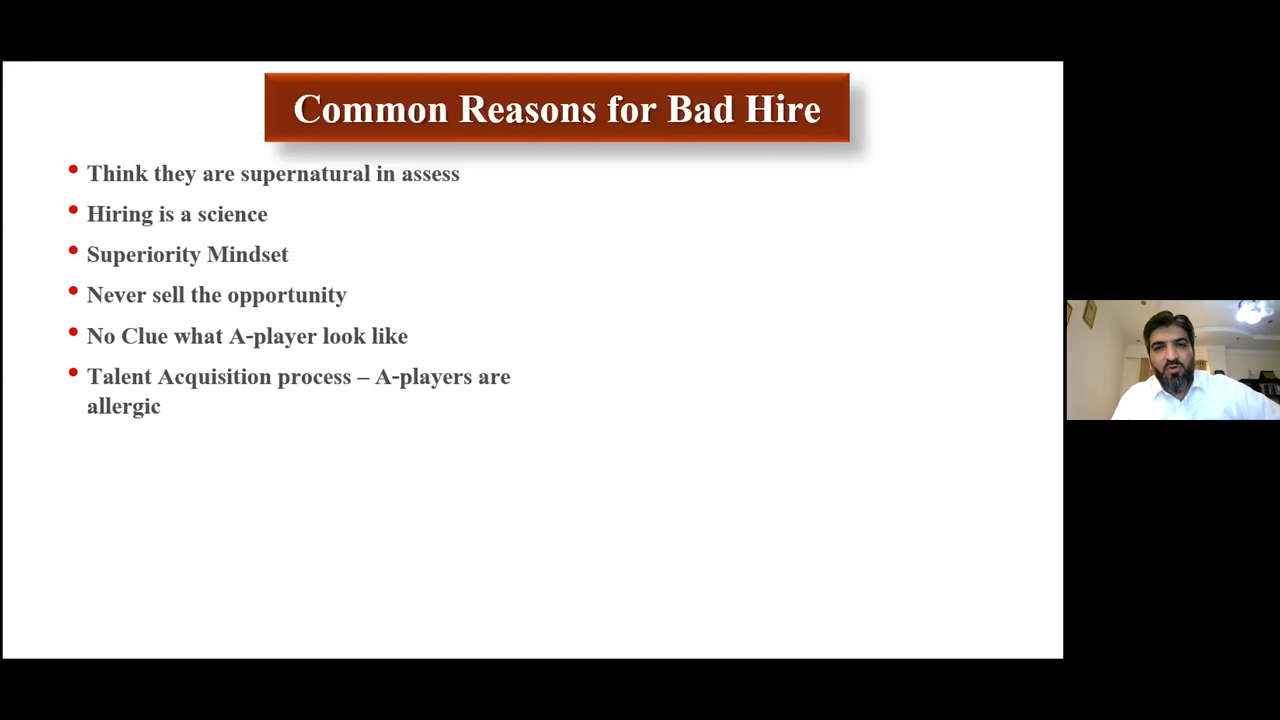 Common Reasons for Bad Hire
• Think they are supernatural in assess
• Hiring is a science
• Superiority Mindset
• Never sell the opportunity
• No Clue what A-player look like
• Talent Acquisition process – A-players are
allergic